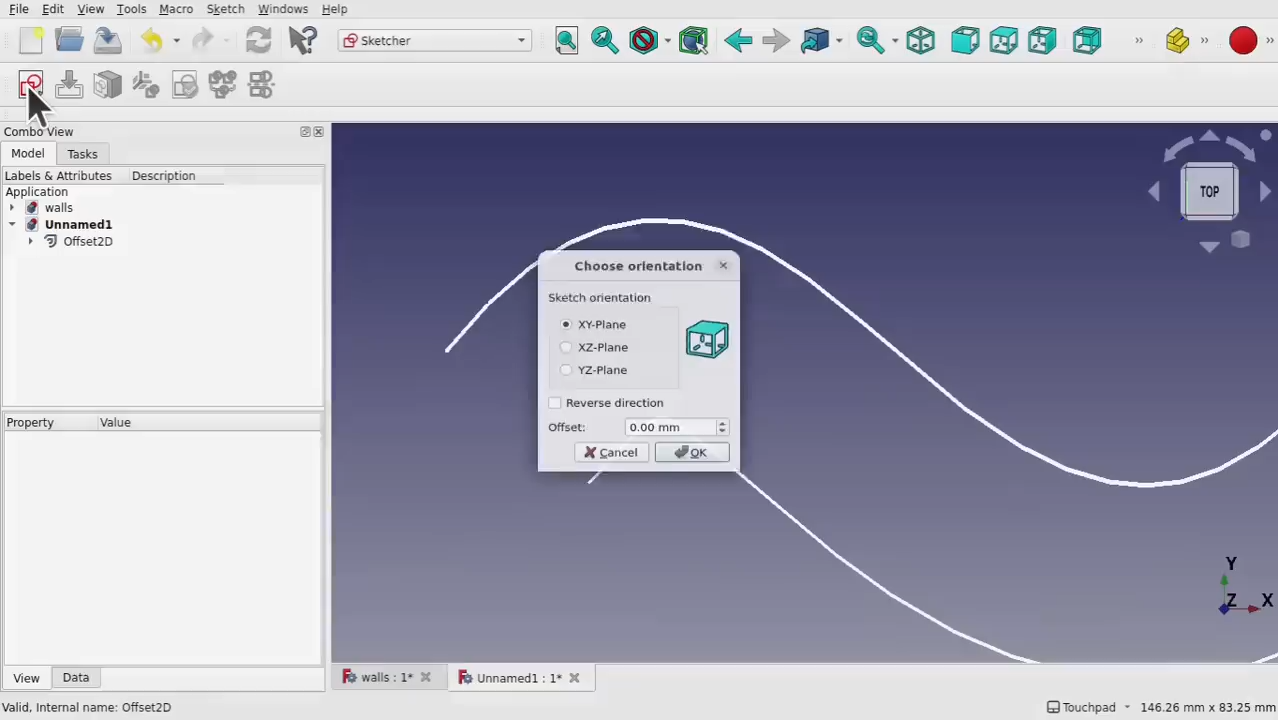 File Edit View Tools Macro Sketch Windows Help
Sketcher
Combo View
Model Tasks
Labels & Attributes Description
Application
walls
Unnamed1
Offset2D
Property Value
View Data
TOP
Choose orientation
Sketch orientation
XY-Plane
XZ-Plane
YZ-Plane
Reverse direction
Offset: 0.00 mm
Cancel OK
Y
Z X
walls : 1* Unnamed1 : 1*
Valid, Internal name: Offset2D Touchpad 146.26 mm x 83.25 mm